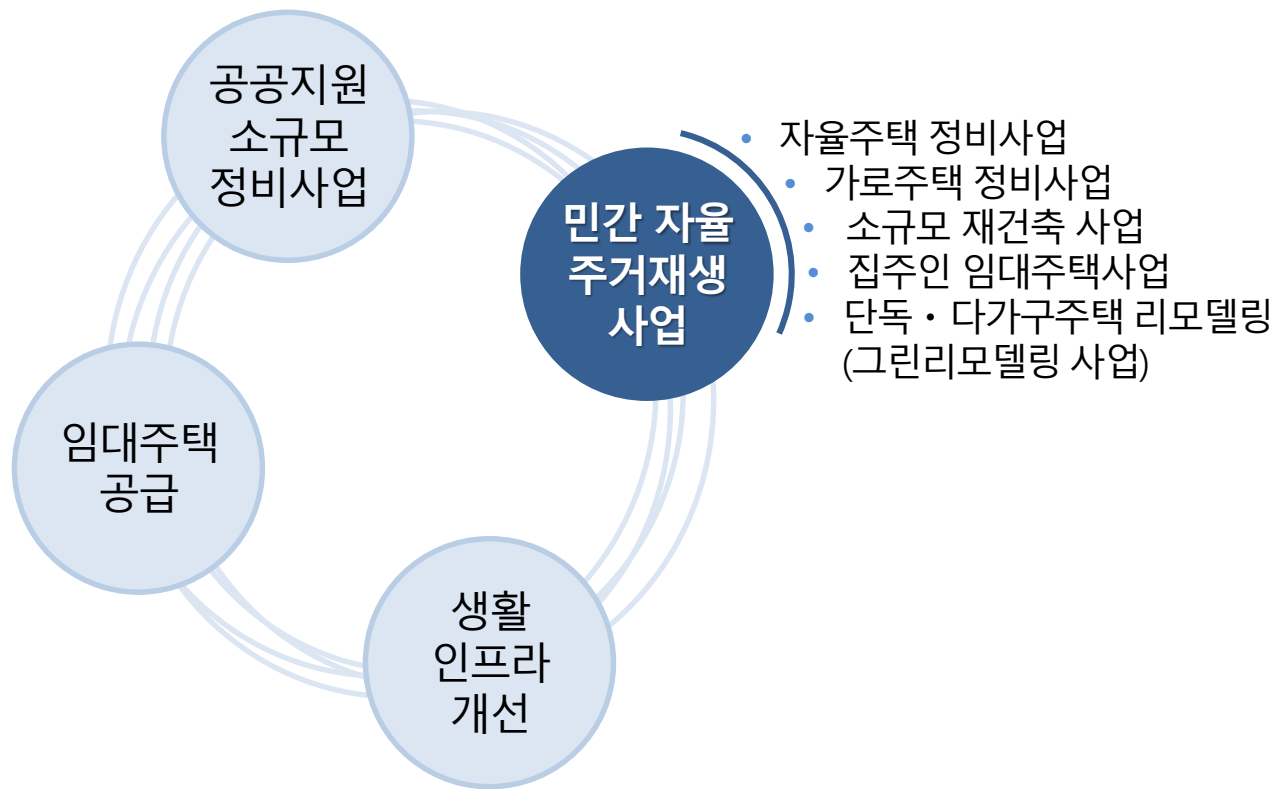 공공지원
소규모
정비사업
민간 자율
주거재생
사업
• 자율주택 정비사업
• 가로주택 정비사업
• 소규모 재건축 사업
• 집주인 임대주택사업
• 단독・다가구주택 리모델링
(그린리모델링 사업)
임대주택
공급
생활
인프라
개선